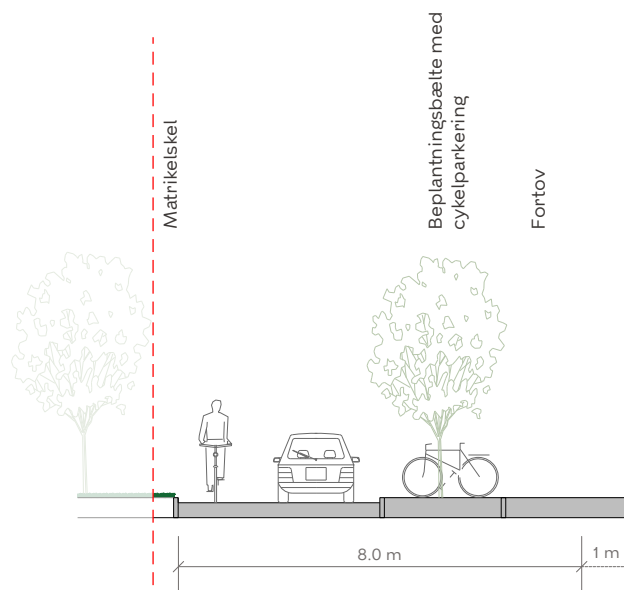 Matrikelskel
Beplantningsbælte med
cykelparkering
Fortov
8.0 m
1 m